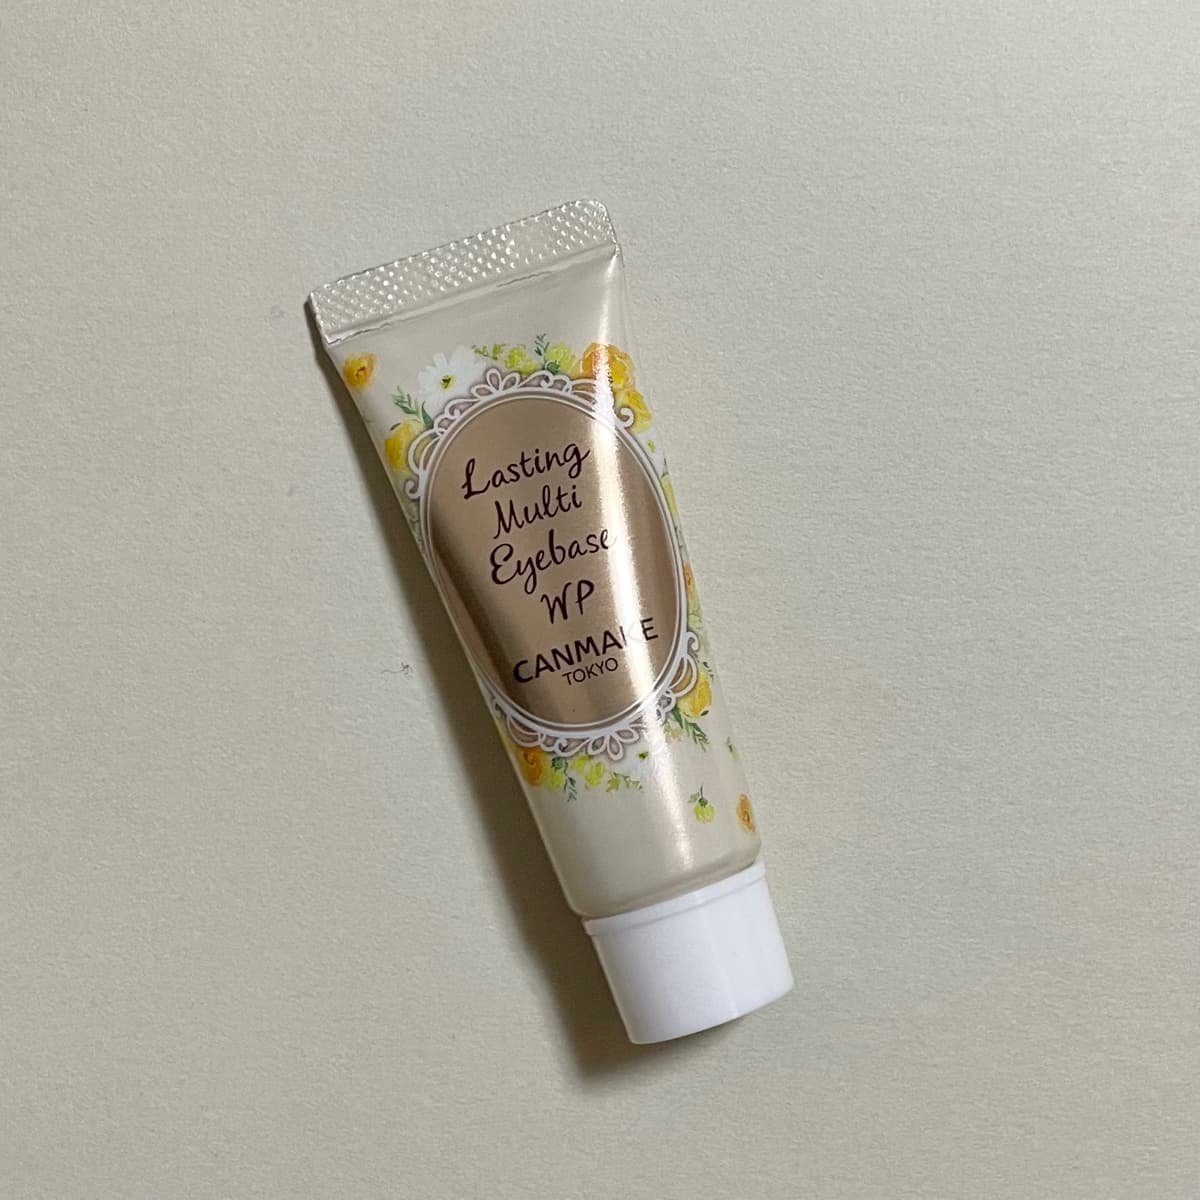 Lasting
Multi
Eyebase
WP
CANMAKE
TOKYO